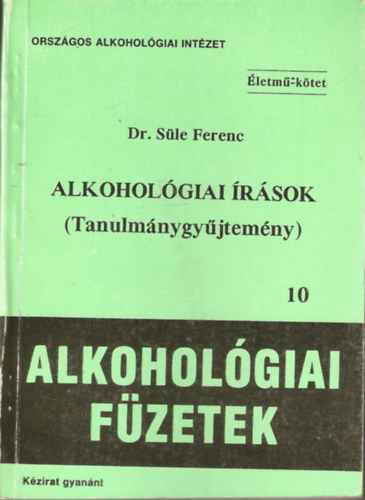 ORSZÁGOS ALKOHOLÓGIAI INTÉZET
Életmű-kötet
Dr. Süle Ferenc
ALKOHOLÓGIAI ÍRÁSOK
(Tanulmánygyűjtemény)
10
ALKOHOLÓGIAI
FÜZETEK
Kézirat gyanánt